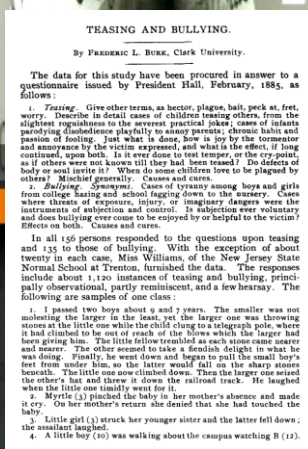 TEASING AND BULLYING.
By FREDERIC L. BURK, Clark University.
The data for this study have been procured in answer to a
questionnaire issued by President Hall, February, 1885, as
follows :
1. Teasing. Give other terms, as hector, plague, bait, peck at, fret,
worry. Describe in detail cases of children teasing others, from the
slightest roguishness to the severest practical jokes; cases of infants
parodying disobedience playfully to annoy parents; chronic habit and
passion of fooling. Just what is done, how is joy by the tormentor
and annoyance by the victim expressed, and what is the effect, if long
continued, upon both. Is it ever done to test temper, or the cry-point,
as if others were not known till they had been teased? Do defects of
body or soul invite it? When do some children love to be plagued by
others? Mischief generally. Causes and cures.
2. Bullying. Synonyms. Cases of tyranny among boys and girls
from college hazing and school fagging down to the nursery. Cases
where threats of exposure, injury, or imaginary dangers were the
instruments of subjection and control. Is subjection ever voluntary
and does bullying ever come to be enjoyed by or helpful to the victim?
Effects on both. Causes and cures.
In all 156 persons responded to the questions upon teasing
and 135 to those of bullying. With the exception of about
twenty in each case, Miss Williams, of the New Jersey State
Normal School at Trenton, furnished the data. The responses
include about 1,120 instances of teasing and bullying, princi-
pally observational, partly reminiscent, and a few hearsay. The
following are samples of one class :
1. I passed two boys about 9 and 7 years. The smaller was not
molesting the larger in the least, yet the larger one was throwing
stones at the little one while the child clung to a telegraph pole, where
it had climbed to be out of reach of the blows which the larger had
been giving him. The little fellow trembled as each stone came nearer
and nearer. The other seemed to take a fiendish delight in what he
was doing. Finally, he went down and began to pull the small boy's
feet from under him, so the latter would fall on the sharp stones
beneath. The little one now climbed down. Then the larger one seized
the other's hat and threw it down the railroad track. He laughed
when the little one timidly went for it.
2. Myrtle (3) pinched the baby in her mother's absence and made
it cry. On her mother's return she denied that she had touched the
baby.
3. Little girl (3) struck her younger sister and the latter fell down;
the assailant laughed.
4. A little boy (10) was walking about the campus watching B (12).